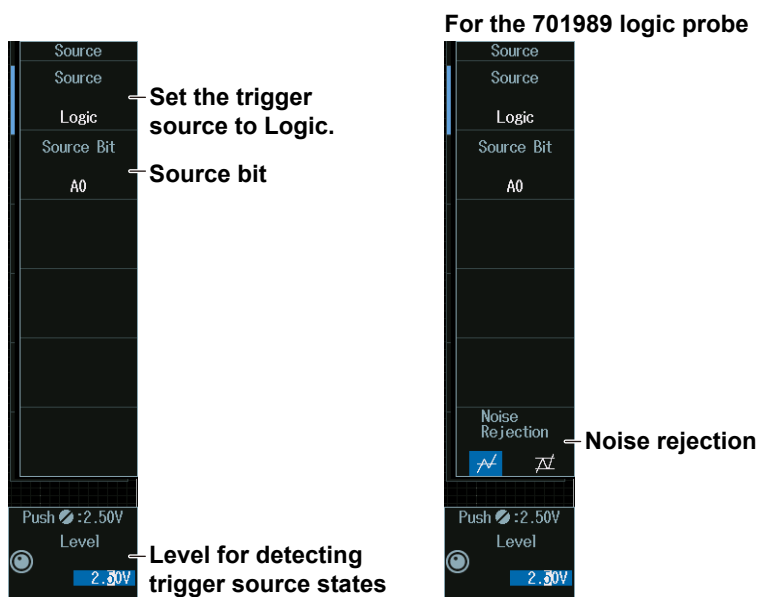 For the 701989 logic probe
Source
Source
Logic
Source Bit
A0
Push :2.50V
Level
2.50V
Set the trigger
source to Logic.
Source bit
Level for detecting
trigger source states
Source
Source
Logic
Source Bit
A0
Noise
Rejection
Push :2.50V
Level
2.50V
Noise rejection